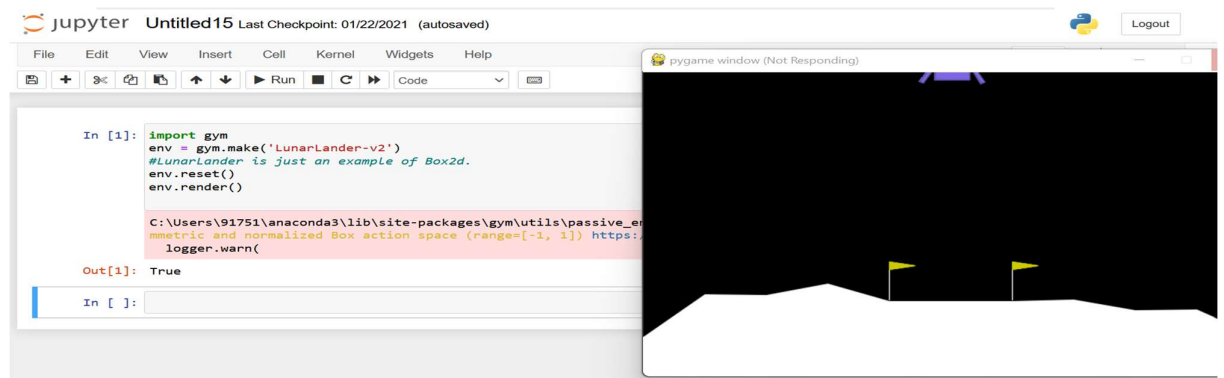 jupyter Untitled15 Last Checkpoint: 01/22/2021 (autosaved)
Logout
File Edit View Insert Cell Kernel Widgets Help
Run Code
pygame window (Not Responding)
In [1]: import gym
env = gym.make('LunarLander-v2')
#LunarLander is just an example of Box2d.
env.reset()
env.render()
C:\Users\91751\anaconda3\lib\site-packages\gym\utils\passive_e
mmetric and normalized Box action space (range=[-1, 1]) https:
logger.warn(
Out[1]: True
In [ ]: